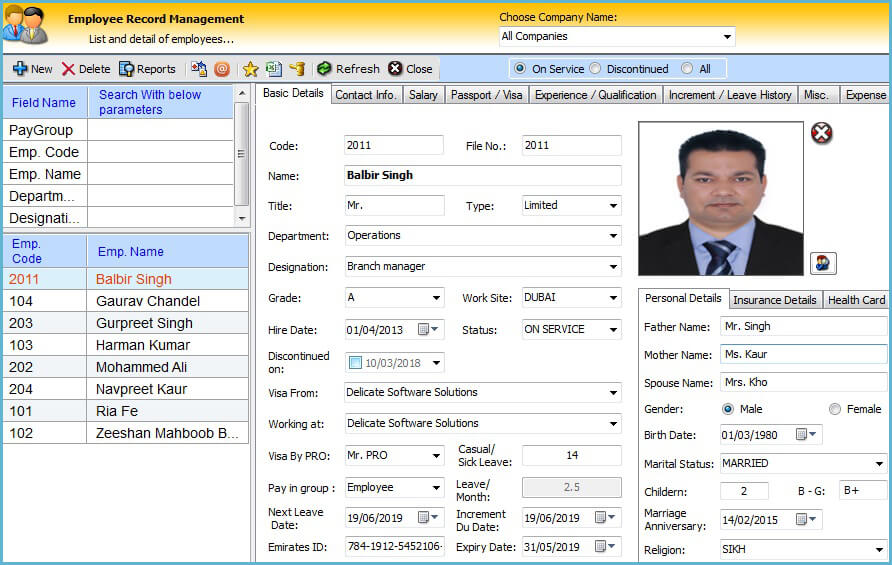 Employee Record Management
List and detail of employees...
Choose Company Name:
All Companies
New Delete Reports Refresh Close
On Service Discontinued All
Field Name Search With below parameters
PayGroup
Emp. Code
Emp. Name
Departm...
Designati...
Emp. Code Emp. Name
2011 Balbir Singh
104 Gaurav Chandel
203 Gurpreet Singh
103 Harman Kumar
202 Mohammed Ali
204 Navpreet Kaur
101 Ria Fe
102 Zeeshan Mahboob B...
Basic Details Contact Info. Salary Passport / Visa Experience / Qualification Increment / Leave History Misc. Expense
Code: 2011 File No.: 2011
Name: Balbir Singh
Title: Mr. Type: Limited
Department: Operations
Designation: Branch manager
Grade: A Work Site: DUBAI
Hire Date: 01/04/2013 Status: ON SERVICE
Discontinued on: 10/03/2018
Visa From: Delicate Software Solutions
Working at: Delicate Software Solutions
Visa By PRO: Mr. PRO Casual/ Sick Leave: 14
Pay in group : Employee Leave/ Month: 2.5
Next Leave Date: 19/06/2019 Increment Du Date: 19/06/2019
Emirates ID: 784-1912-5452106- Expiry Date: 31/05/2019
Personal Details Insurance Details Health Card
Father Name: Mr. Singh
Mother Name: Ms. Kaur
Spouse Name: Mrs. Kho
Gender: Male Female
Birth Date: 01/03/1980
Marital Status: MARRIED
Childern: 2 B - G: B+
Marriage Anniversary: 14/02/2015
Religion: SIKH